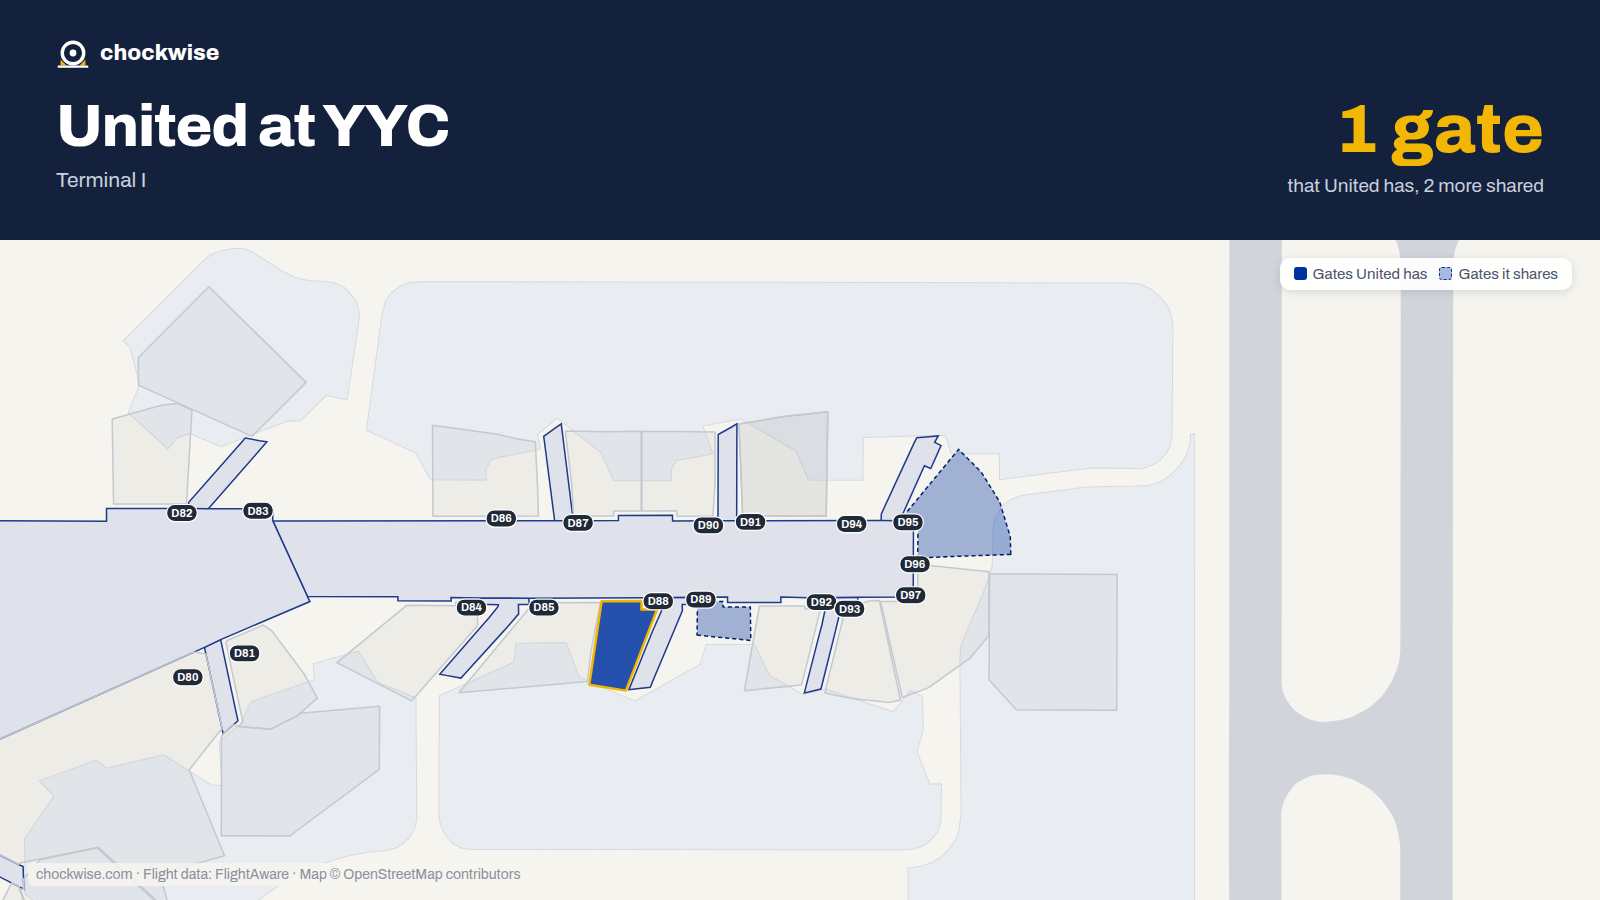 chockwise
United at YYC
Terminal I
1 gate
that United has, 2 more shared
Gates United has
Gates it shares
D82
D83
D86
D87
D90
D91
D94
D95
D96
D97
D84
D85
D88
D89
D92
D93
D81
D80
chockwise.com · Flight data: FlightAware · Map © OpenStreetMap contributors